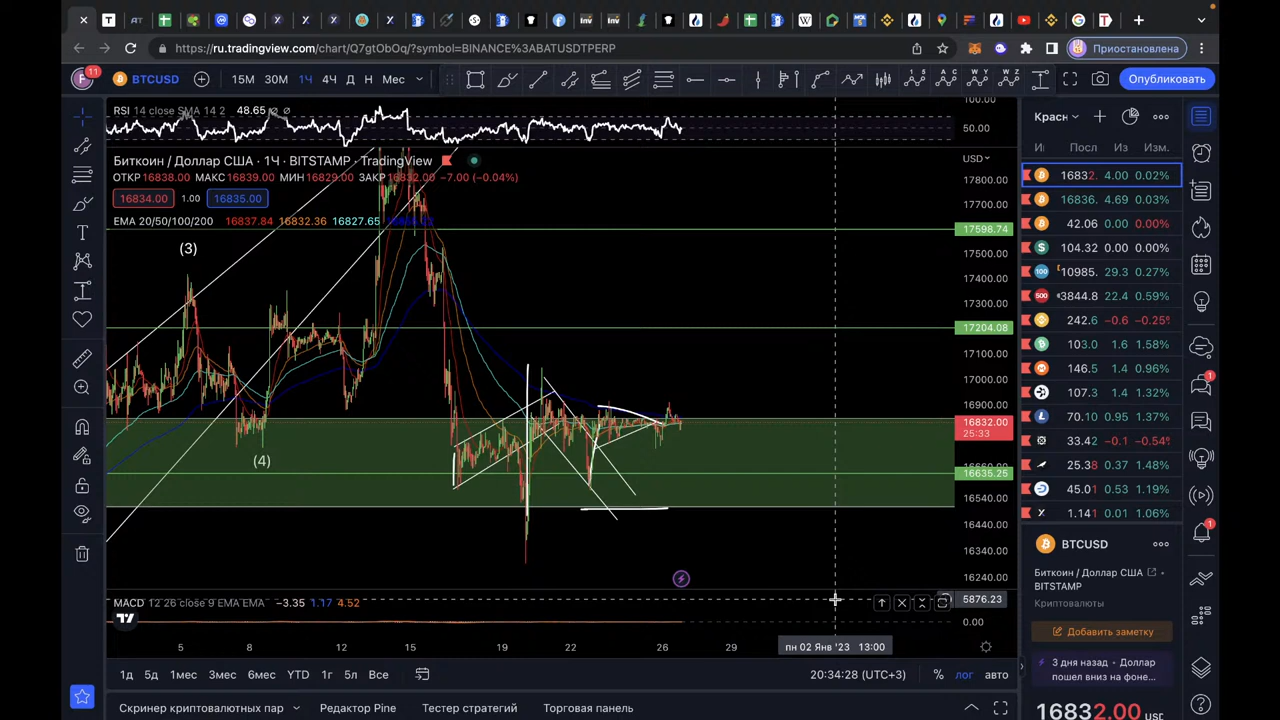 https://ru.tradingview.com/chart/Q7gtObOq/?symbol=BINANCE%3ABATUSDTPERP
Приостановлена
11
BTCUSD
15М 30М 1Ч 4Ч Д Н Мес
Опубликовать
RSI 14 close SMA 14 2 48.65
100.00
50.00
Красн
Посл Из Изм.
Биткоин / Доллар США · 1Ч · BITSTAMP · TradingView
USD
ОТКР 16838.00 МАКС 16839.00 МИН 16829.00 ЗАКР 16832.00 −7.00 (−0.04%)
16834.00 1.00 16835.00
EMA 20/50/100/200 16837.84 16832.36 16827.65
(3)
(4)
17800.00
17700.00
17598.74
17500.00
17400.00
17300.00
17204.08
17100.00
17000.00
16900.00
16832.00
25:33
16635.25
16540.00
16440.00
16340.00
16240.00
16832. 4.00 0.02%
16836. 4.69 0.03%
42.06 0.00 0.00%
104.32 0.00 0.00%
100 10985. 29.3 0.27%
500 3844.8 22.4 0.59%
242.6 −0.6 −0.25%
103.0 1.6 1.58%
146.5 1.4 0.96%
107.1 1.4 1.32%
70.10 0.95 1.37%
33.42 −0.1 −0.54%
25.38 0.37 1.48%
45.01 0.53 1.19%
1.141 0.01 1.06%
MACD 12 26 close 9 EMA EMA −3.35 1.17 4.52
5876.23
0.00
5 8 12 15 19 22 26 29
пн 02 Янв '23 13:00
BTCUSD
Биткоин / Доллар США
BITSTAMP
Криптовалюты
Добавить заметку
3 дня назад · Доллар
пошел вниз на фоне...
16832.00 USD
1д 5д 1мес 3мес 6мес YTD 1г 5л Все
20:34:28 (UTC+3) % лог авто
Скринер криптовалютных пар Редактор Pine Тестер стратегий Торговая панель